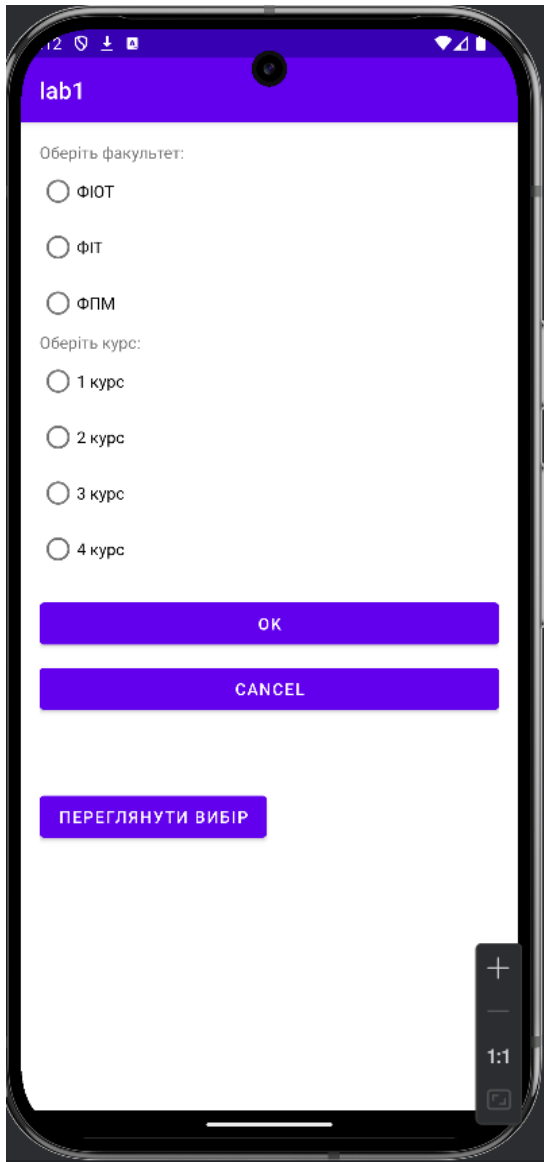 :12
lab1
Оберіть факультет:
ФІОТ
ФІТ
ФПМ
Оберіть курс:
1 курс
2 курс
3 курс
4 курс
OK
CANCEL
ПЕРЕГЛЯНУТИ ВИБІР
1:1